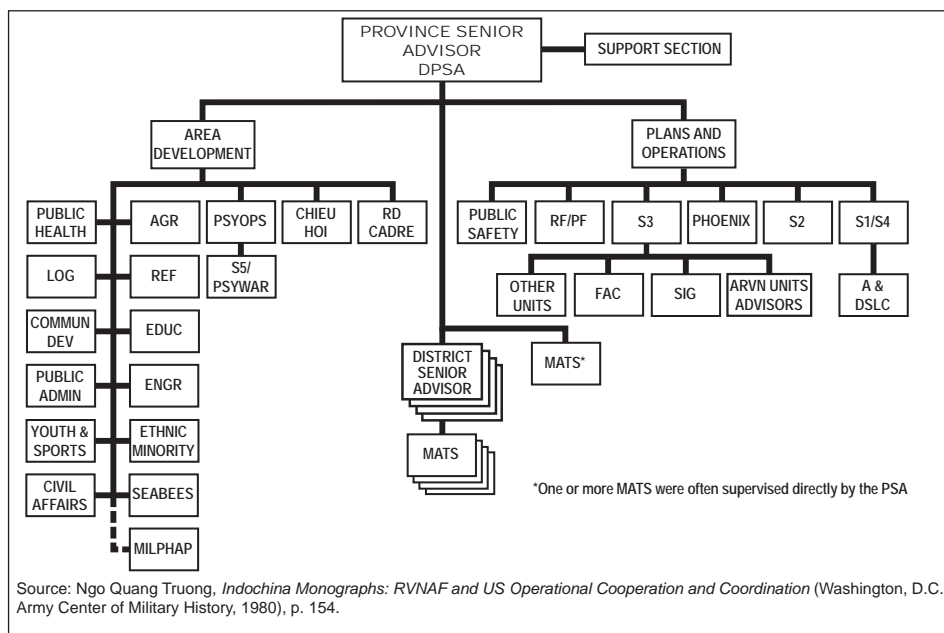 PROVINCE SENIOR
ADVISOR
DPSA
SUPPORT SECTION
AREA
DEVELOPMENT
PLANS AND
OPERATIONS
PUBLIC
HEALTH
AGR
PSYOPS
CHIEU
HOI
RD
CADRE
PUBLIC
SAFETY
RF/PF
S3
PHOENIX
S2
S1/S4
LOG
REF
S5/
PSYWAR
OTHER
UNITS
FAC
SIG
ARVN UNITS
ADVISORS
A &
DSLC
COMMUN
DEV
EDUC
DISTRICT
SENIOR
ADVISOR
MATS*
PUBLIC
ADMIN
ENGR
YOUTH &
SPORTS
ETHNIC
MINORITY
MATS
CIVIL
AFFAIRS
SEABEES
*One or more MATS were often supervised directly by the PSA
MILPHAP
Source: Ngo Quang Truong, Indochina Monographs: RVNAF and US Operational Cooperation and Coordination (Washington, D.C.
Army Center of Military History, 1980), p. 154.